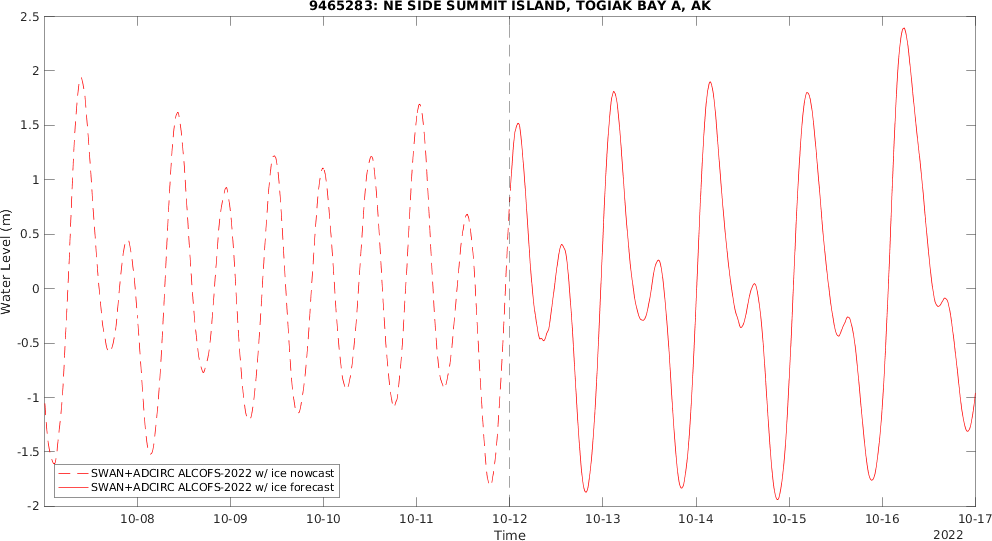 9465283: NE SIDE SUMMIT ISLAND, TOGIAK BAY A, AK
2.5
2
1.5
1
0.5
0
-0.5
-1
-1.5
-2
Water Level (m)
SWAN+ADCIRC ALCOFS-2022 w/ ice nowcast
SWAN+ADCIRC ALCOFS-2022 w/ ice forecast
10-08 10-09 10-10 10-11 10-12 10-13 10-14 10-15 10-16 10-17
Time
2022